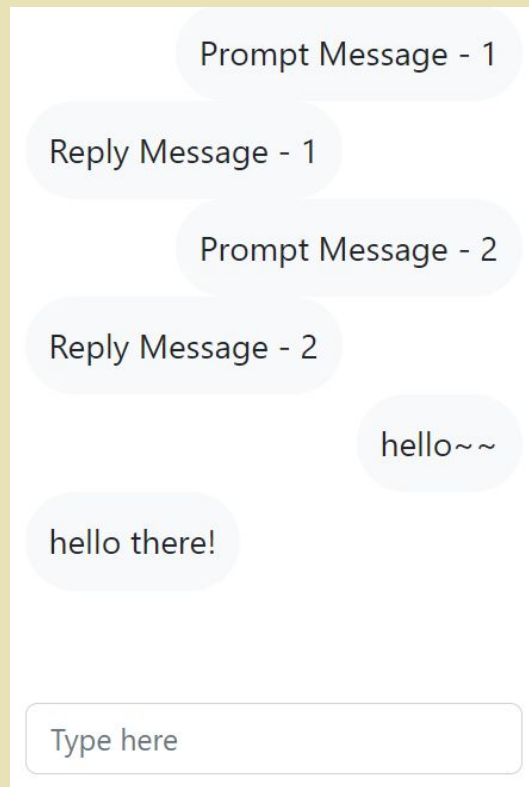 Prompt Message - 1
Reply Message - 1
Prompt Message - 2
Reply Message - 2
hello~~
hello there!
Type here